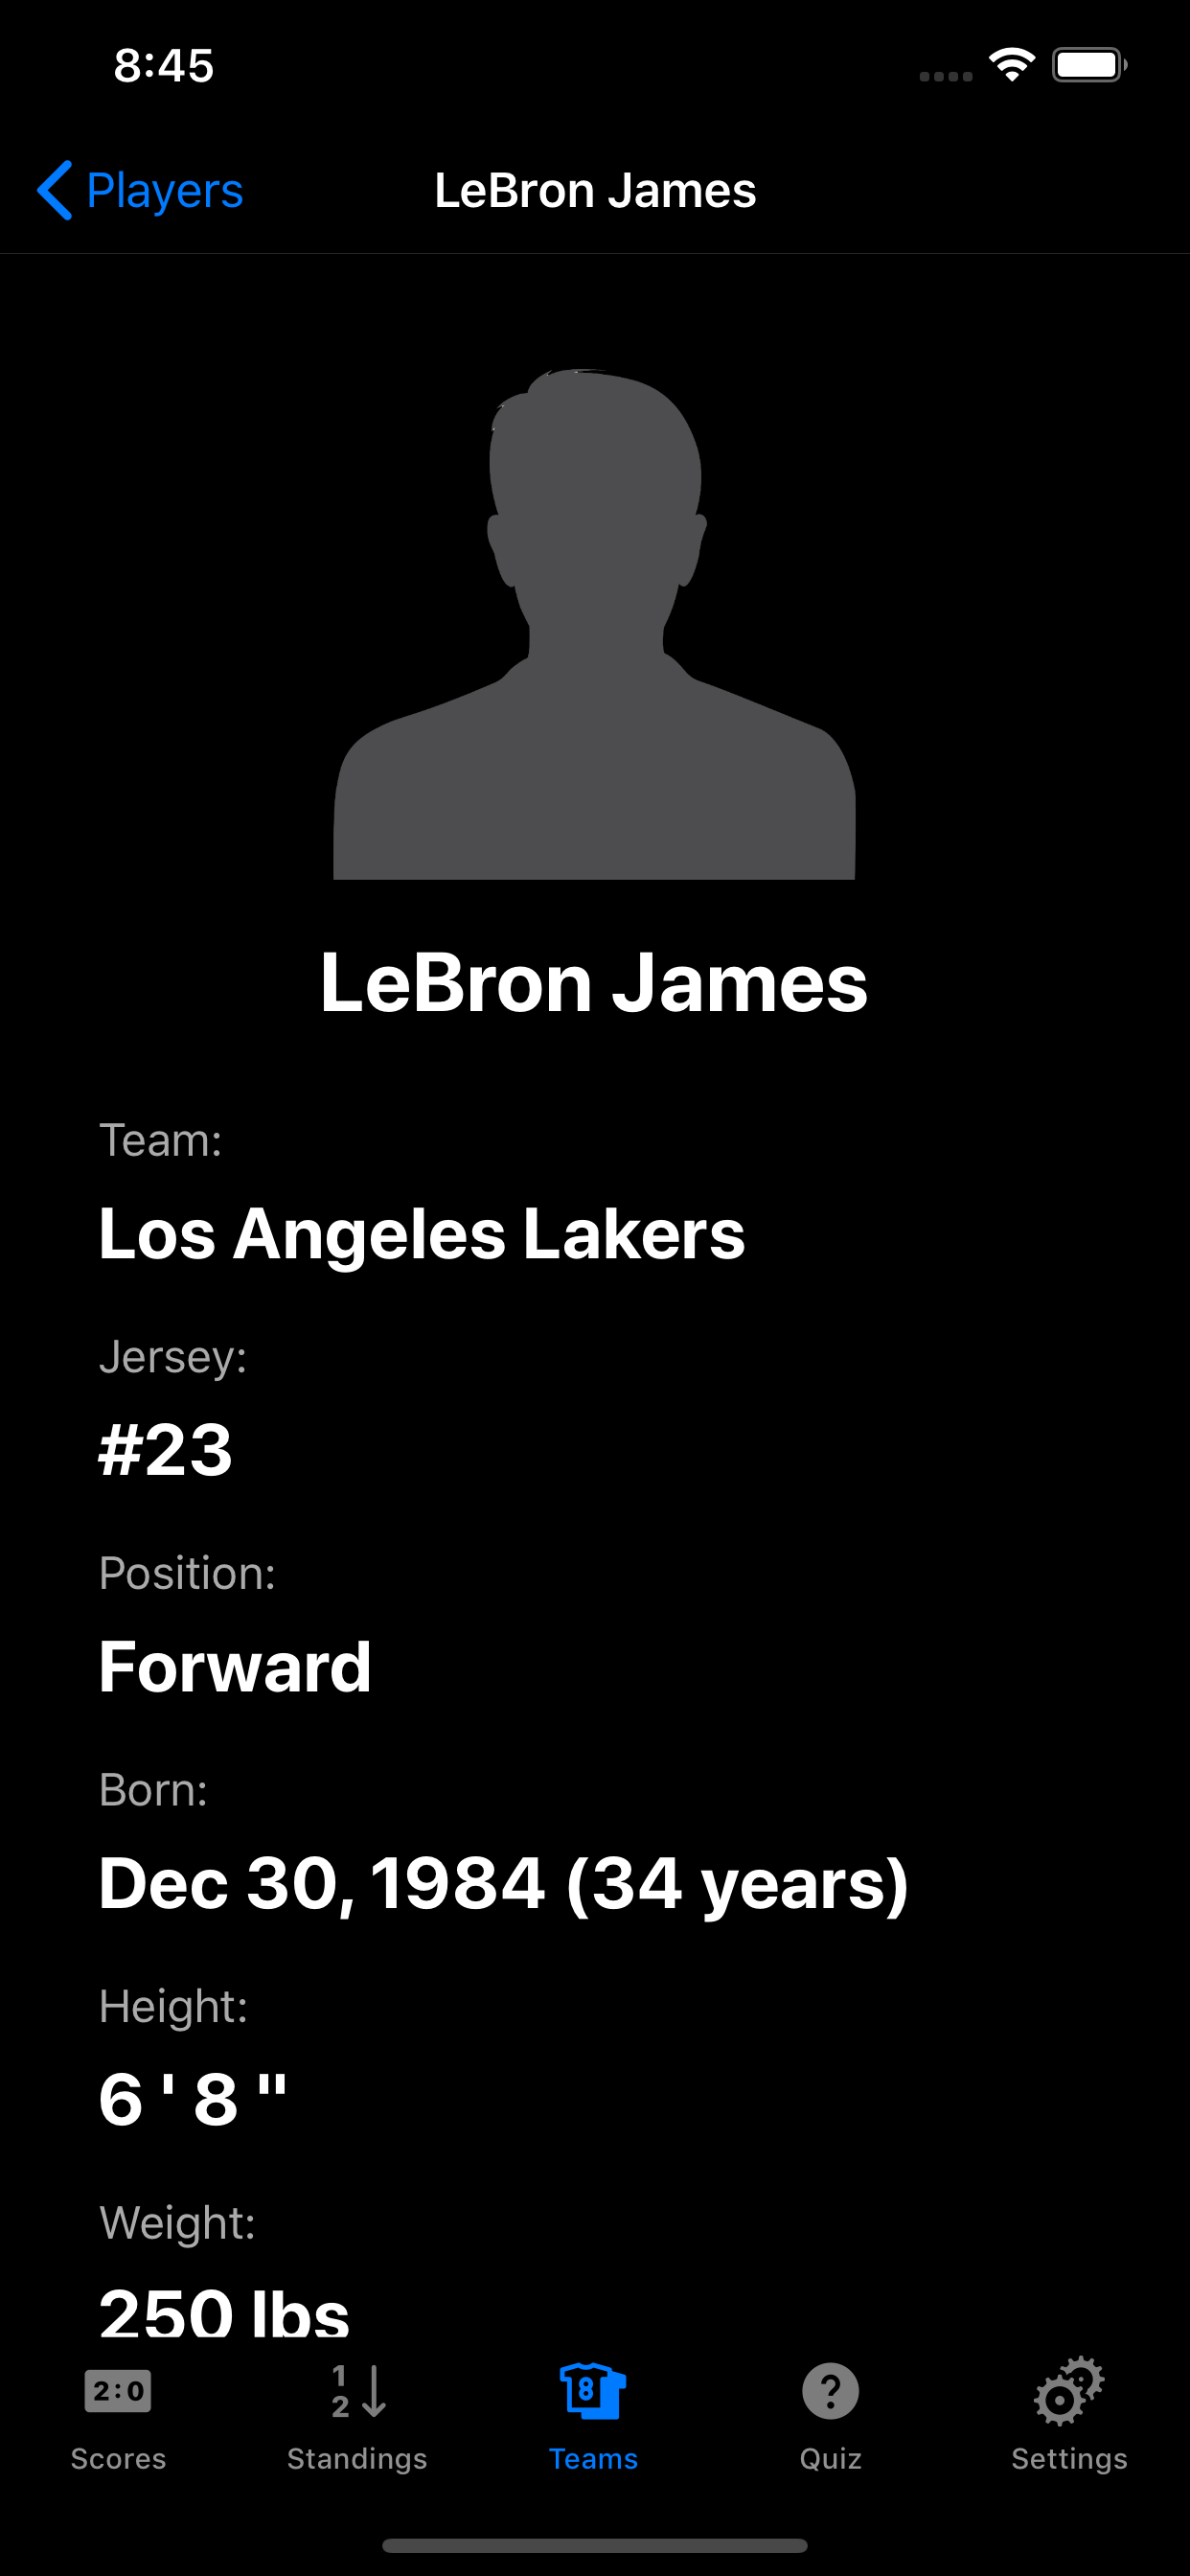 8:45
Players
LeBron James
LeBron James
Team:
Los Angeles Lakers
Jersey:
#23
Position:
Forward
Born:
Dec 30, 1984 (34 years)
Height:
6 ' 8 "
Weight:
250 lbs
2:0
1
2
8
?
Scores
Standings
Teams
Quiz
Settings